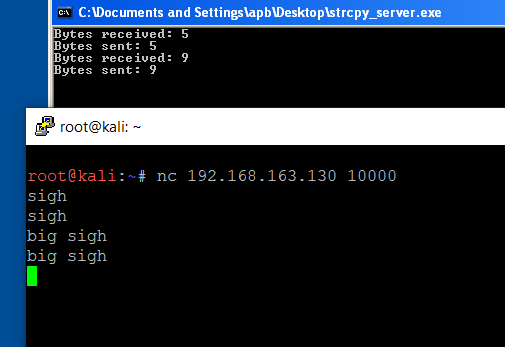 C:\Documents and Settings\apb\Desktop\strcpy_server.exe
Bytes received: 5
Bytes sent: 5
Bytes received: 9
Bytes sent: 9
root@kali: ~
root@kali:~# nc 192.168.163.130 10000
sigh
sigh
big sigh
big sigh